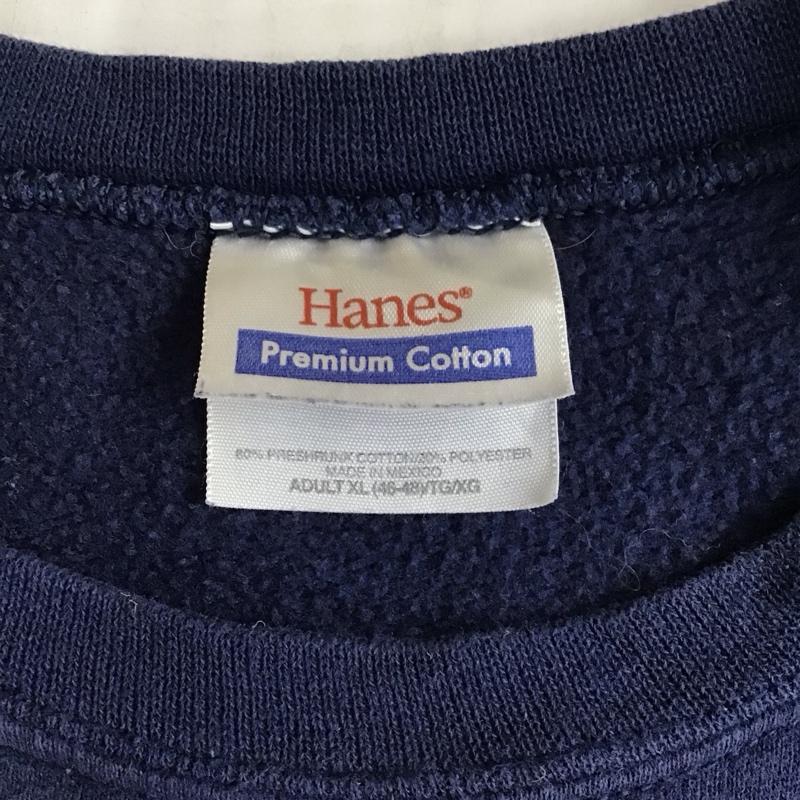 Hanes®
Premium Cotton
80% PRESHRUNK COTTON/20% POLYESTER
MADE IN MEXICO
ADULT XL (46-48)/TG/XG